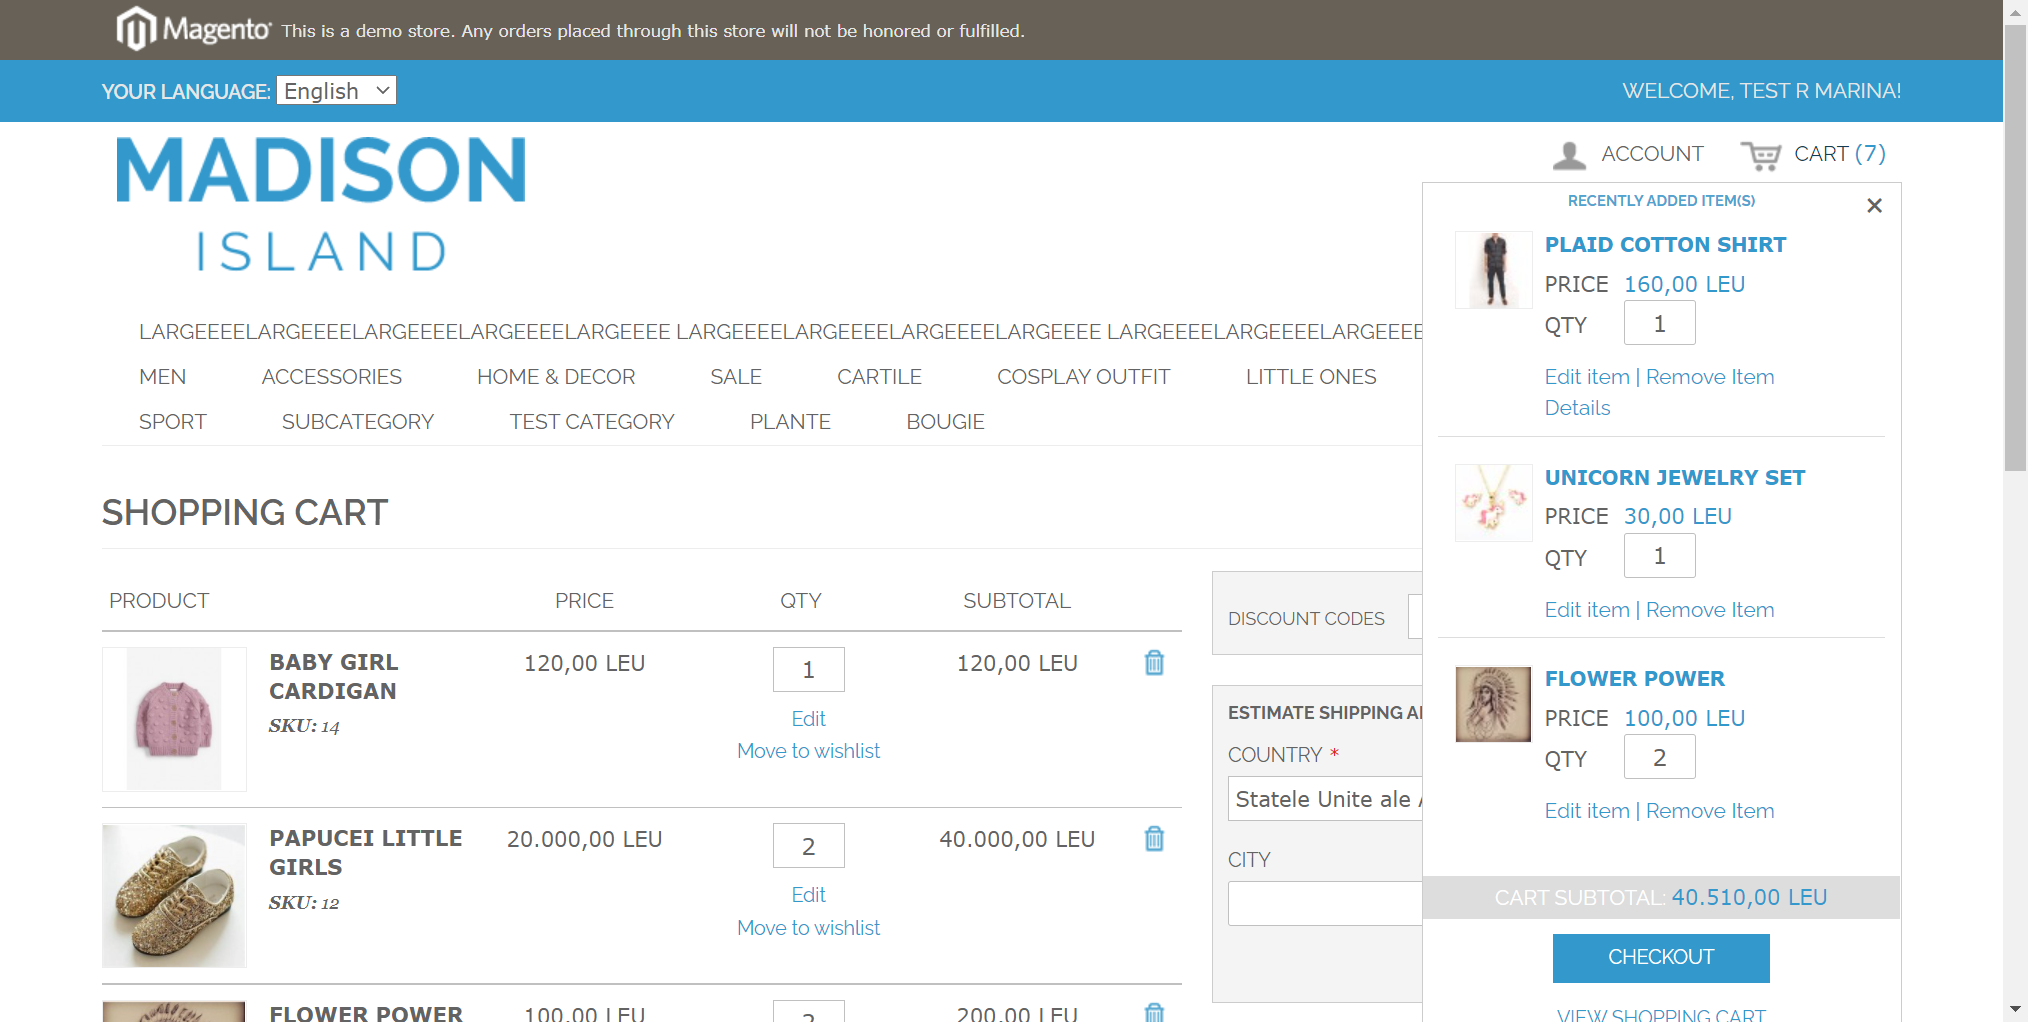 Magento This is a demo store. Any orders placed through this store will not be honored or fulfilled.
YOUR LANGUAGE: English
WELCOME, TEST R MARINA!
MADISON
ISLAND
ACCOUNT
CART (7)
LARGEEEELARGEEEELARGEEEELARGEEEELARGEEEE LARGEEEELARGEEEELARGEEEELARGEEEE LARGEEEELARGEEEELARGEEEE
MEN ACCESSORIES HOME & DECOR SALE CARTILE COSPLAY OUTFIT LITTLE ONES
SPORT SUBCATEGORY TEST CATEGORY PLANTE BOUGIE
RECENTLY ADDED ITEM(S)
×
PLAID COTTON SHIRT
PRICE 160,00 LEU
QTY 1
Edit item | Remove Item
Details
UNICORN JEWELRY SET
PRICE 30,00 LEU
QTY 1
Edit item | Remove Item
FLOWER POWER
PRICE 100,00 LEU
QTY 2
Edit item | Remove Item
CART SUBTOTAL: 40.510,00 LEU
CHECKOUT
VIEW SHOPPING CART
SHOPPING CART
PRODUCT PRICE QTY SUBTOTAL
BABY GIRL
CARDIGAN
SKU: 14
120,00 LEU
1
Edit
Move to wishlist
120,00 LEU
PAPUCEI LITTLE
GIRLS
SKU: 12
20.000,00 LEU
2
Edit
Move to wishlist
40.000,00 LEU
FLOWER POWER
100,00 LEU
2
200,00 LEU
DISCOUNT CODES
ESTIMATE SHIPPING
COUNTRY *
Statele Unite ale
CITY